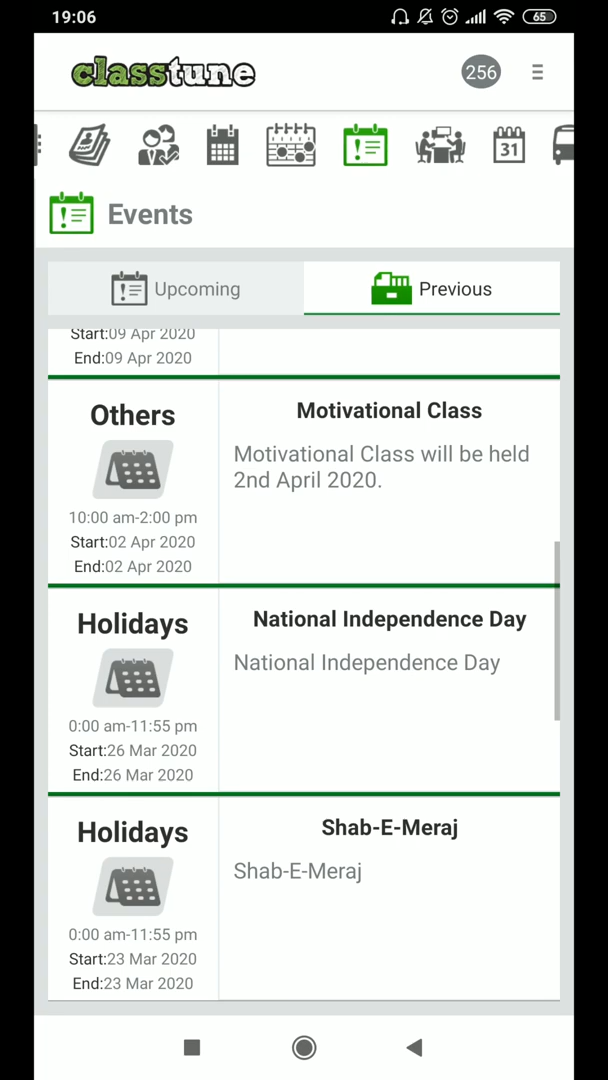 19:06
65
classtune
256
31
Events
Upcoming
Previous
Start:09 Apr 2020
End:09 Apr 2020
Others
10:00 am-2:00 pm
Start:02 Apr 2020
End:02 Apr 2020
Motivational Class
Motivational Class will be held
2nd April 2020.
Holidays
0:00 am-11:55 pm
Start:26 Mar 2020
End:26 Mar 2020
National Independence Day
National Independence Day
Holidays
0:00 am-11:55 pm
Start:23 Mar 2020
End:23 Mar 2020
Shab-E-Meraj
Shab-E-Meraj